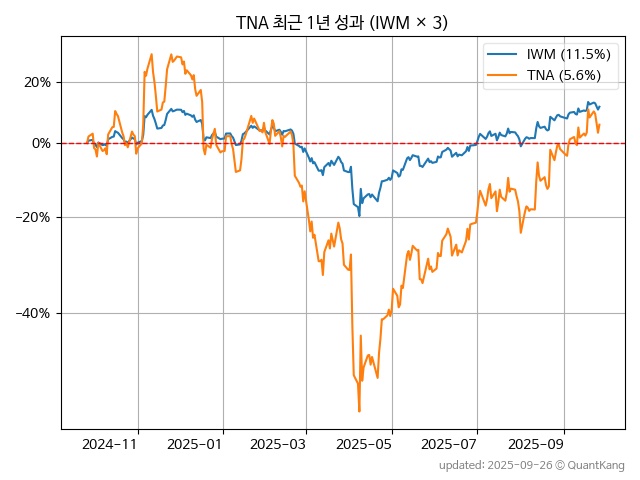 TNA 최근 1년 성과 (IWM × 3)
IWM (11.5%)
TNA (5.6%)
20%
0%
−20%
−40%
2024−11
2025−01
2025−03
2025−05
2025−07
2025−09
updated: 2025-09-26 © QuantKang